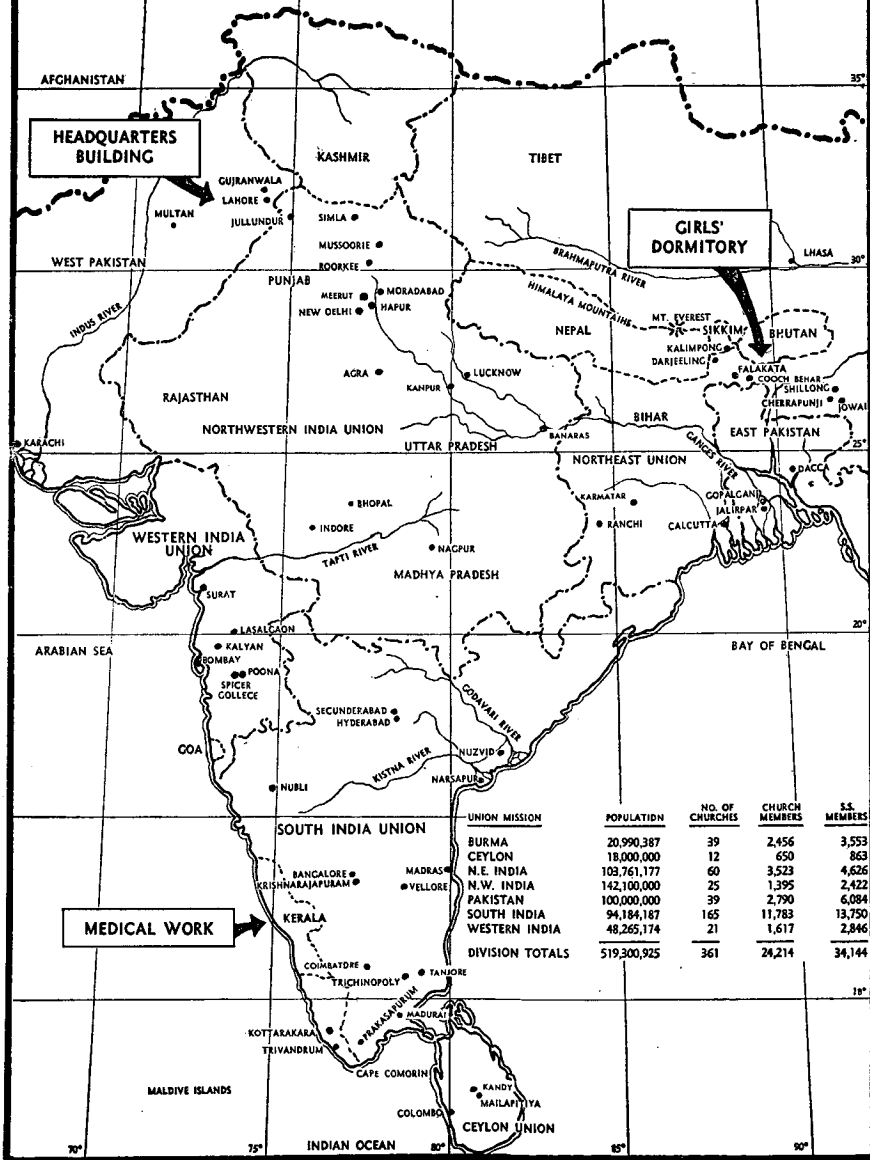 AFGHANISTAN
35°
HEADQUARTERS
BUILDING
KASHMIR
TIBET
GUJRANWALA
LAHORE
MULTAN
JULLUNDUR
SIMLA
GIRLS'
DORMITORY
MUSSOORIE
BRAHMAPUTRA RIVER
LHASA
WEST PAKISTAN
ROORKEE
30°
PUNJAB
MORADABAD
MEERUT
HAPUR
NEW DELHI
HIMALAYA MOUNTAINS
INDUS RIVER
MT. EVEREST
NEPAL
SIKKIM
BHUTAN
KALIMPONG
DARJEELING
AGRA
LUCKNOW
FALAKATA
COOCH BEHAR
KANPUR
SHILLONG
RAJASTHAN
CHERRAPUNJI
JOWAI
BIHAR
NORTHWESTERN INDIA UNION
EAST PAKISTAN
BANARAS
KARACHI
UTTAR PRADESH
25°
NORTHEAST UNION
GANGES RIVER
DACCA
KARMATAR
GOPALGANJ
BHOPAL
JALIRPAR
INDORE
RANCHI
CALCUTTA
WESTERN INDIA
UNION
TAPTI RIVER
NAGPUR
MADHYA PRADESH
SURAT
LASALGAON
20°
ARABIAN SEA
KALYAN
BAY OF BENGAL
BOMBAY
POONA
SPICER
GOLLECE
GODAVARI RIVER
SECUNDERABAD
HYDERABAD
GOA
NUZVID
KISTNA RIVER
NARSAPUR
NUBLI
SOUTH INDIA UNION
UNION MISSION POPULATION NO. OF CHURCHES CHURCH MEMBERS S.S. MEMBERS
BURMA 20,990,387 39 2,456 3,553
CEYLON 18,000,000 12 650 863
N.E. INDIA 103,761,177 60 3,523 4,626
N.W. INDIA 142,100,000 25 1,395 2,422
PAKISTAN 100,000,000 39 2,790 6,084
SOUTH INDIA 94,184,187 165 11,783 13,750
WESTERN INDIA 48,265,174 21 1,617 2,846
DIVISION TOTALS 519,300,925 361 24,214 34,144
BANGALORE
MADRAS
KRISHNARAJAPURAM
VELLORE
KERALA
MEDICAL WORK
COIMBATORE
TANJORE
TRICHINOPOLY
18°
PRAKASAPURUM
MADURAI
KOTTARAKARA
TRIVANDRUM
CAPE COMORIN
MALDIVE ISLANDS
KANDY
MAILAPITIYA
COLOMBO
CEYLON UNION
INDIAN OCEAN
70° 75° 80° 85° 90°